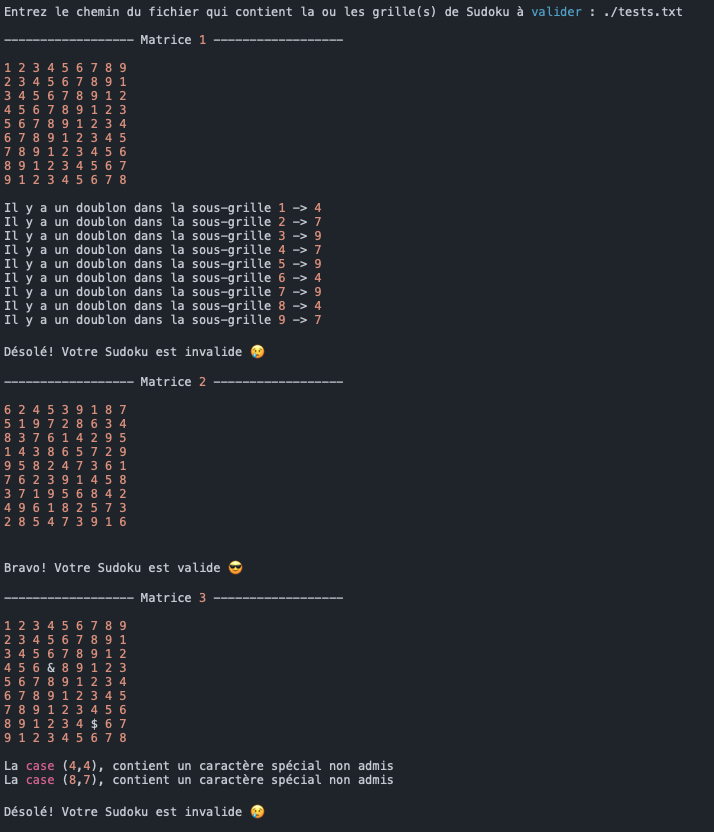 Entrez le chemin du fichier qui contient la ou les grille(s) de Sudoku à valider : ./tests.txt
------------------ Matrice 1 ------------------
1 2 3 4 5 6 7 8 9
2 3 4 5 6 7 8 9 1
3 4 5 6 7 8 9 1 2
4 5 6 7 8 9 1 2 3
5 6 7 8 9 1 2 3 4
6 7 8 9 1 2 3 4 5
7 8 9 1 2 3 4 5 6
8 9 1 2 3 4 5 6 7
9 1 2 3 4 5 6 7 8
Il y a un doublon dans la sous-grille 1 -> 4
Il y a un doublon dans la sous-grille 2 -> 7
Il y a un doublon dans la sous-grille 3 -> 9
Il y a un doublon dans la sous-grille 4 -> 7
Il y a un doublon dans la sous-grille 5 -> 9
Il y a un doublon dans la sous-grille 6 -> 4
Il y a un doublon dans la sous-grille 7 -> 9
Il y a un doublon dans la sous-grille 8 -> 4
Il y a un doublon dans la sous-grille 9 -> 7
Désolé! Votre Sudoku est invalide 😢
------------------ Matrice 2 ------------------
6 2 4 5 3 9 1 8 7
5 1 9 7 2 8 6 3 4
8 3 7 6 1 4 2 9 5
1 4 3 8 6 5 7 2 9
9 5 8 2 4 7 3 6 1
7 6 2 3 9 1 4 5 8
3 7 1 9 5 6 8 4 2
4 9 6 1 8 2 5 7 3
2 8 5 4 7 3 9 1 6
Bravo! Votre Sudoku est valide 😎
------------------ Matrice 3 ------------------
1 2 3 4 5 6 7 8 9
2 3 4 5 6 7 8 9 1
3 4 5 6 7 8 9 1 2
4 5 6 & 8 9 1 2 3
5 6 7 8 9 1 2 3 4
6 7 8 9 1 2 3 4 5
7 8 9 1 2 3 4 5 6
8 9 1 2 3 4 $ 6 7
9 1 2 3 4 5 6 7 8
La case (4,4), contient un caractère spécial non admis
La case (8,7), contient un caractère spécial non admis
Désolé! Votre Sudoku est invalide 😢